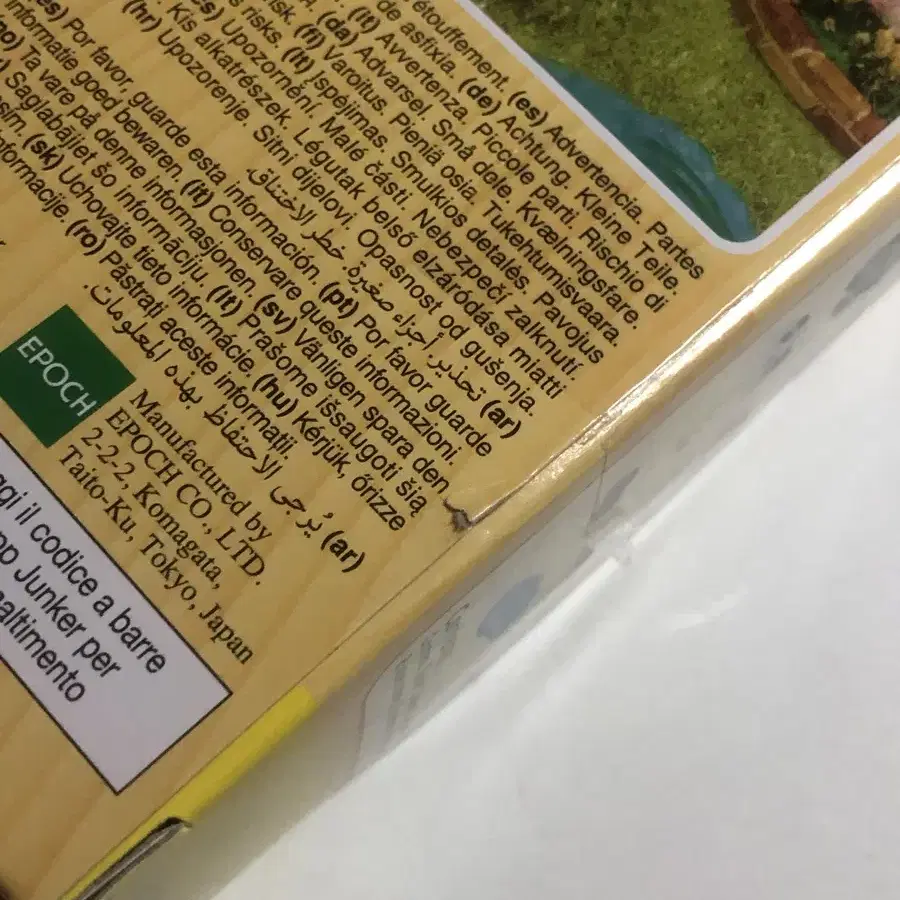 étouffement. (es) Advertencia. Partes
de asfixia. (de) Achtung. Kleine Teile.
(it) Avvertenza. Piccole parti. Rischio di
(da) Advarsel. Små dele. Kvælningsfare.
risk. (fi) Varoitus. Pieniä osia. Tukehtumisvaara.
risks. (lt) Įspėjimas. Smulkios detalės. Pavojus
(cs) Upozornění. Malé části. Nebezpečí zalknutí.
Kis alkatrészek. Légutak belső elzáródása miatti
(hr) Upozorenje. Sitni dijelovi. Opasnost od gušenja.
(ar) تحذير. أجزاء صغيرة. خطر الاختناق.
(es) Por favor, guarde esta información. (pt) Por favor guarde
informatie goed bewaren. (it) Conservare queste informazioni.
(no) Ta vare på denne informasjonen. (sv) Vänligen spara den
Saglabājiet šo informāciju. (lt) Prašome išsaugoti šią
(sk) Uchovajte tieto informácie. (hu) Kérjük, őrizze
(ro) Păstrați aceste informații.
(ar) يُرجى الاحتفاظ بهذه المعلومات.
EPOCH
Manufactured by
EPOCH CO., LTD.
2-2-2, Komagata,
Taito-Ku, Tokyo, Japan
il codice a barre
Junker per